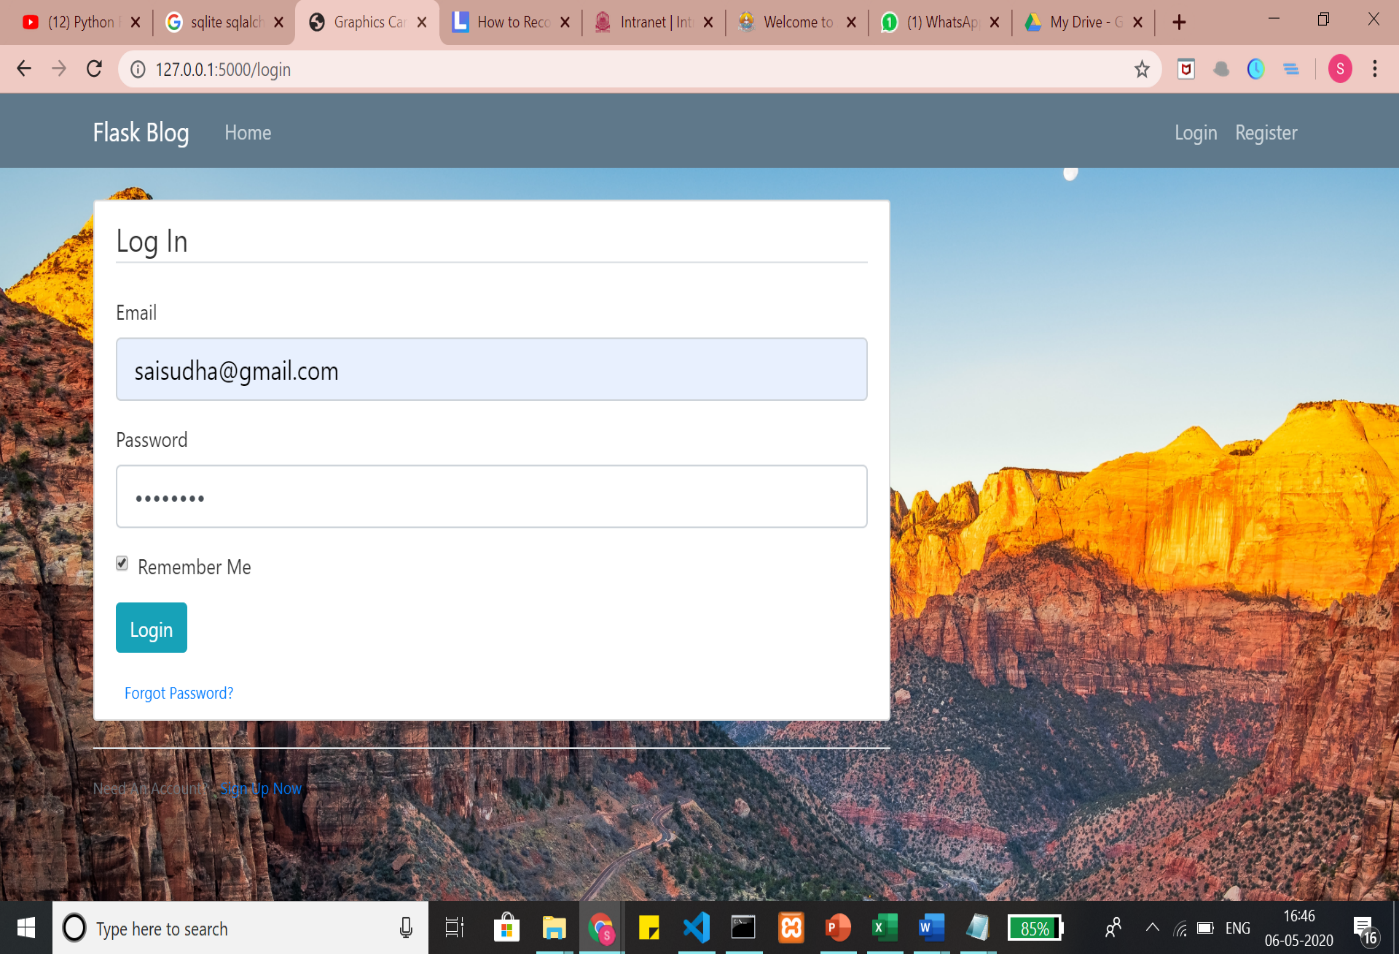 (12) Python
sqlite sqlalch
Graphics Car
How to Reco
Intranet | Int
Welcome to
(1) WhatsAp
My Drive - G
127.0.0.1:5000/login
S
Flask Blog
Home
Login
Register
Log In
Email
saisudha@gmail.com
Password
••••••••
Remember Me
Login
Forgot Password?
Need An Account? Sign Up Now
Type here to search
85%
ENG
16:46
06-05-2020
16